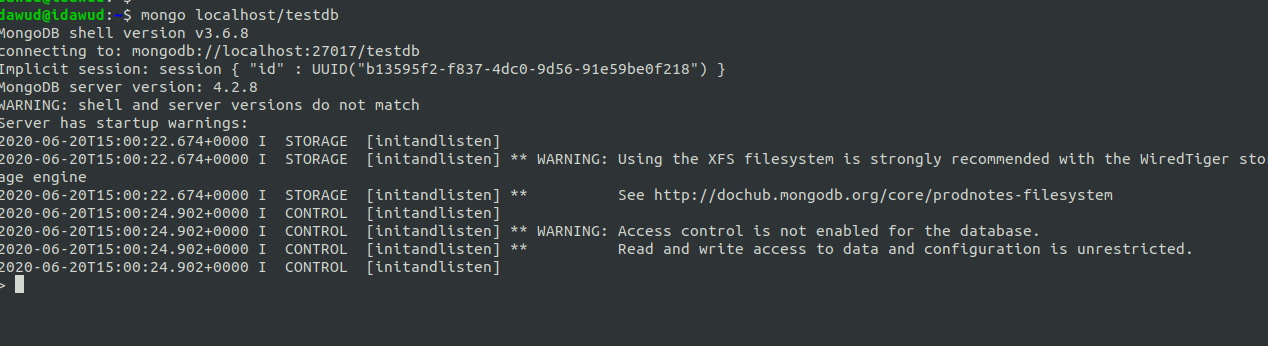 dawud@idawud:~$ mongo localhost/testdb
MongoDB shell version v3.6.8
connecting to: mongodb://localhost:27017/testdb
Implicit session: session { "id" : UUID("b13595f2-f837-4dc0-9d56-91e59be0f218") }
MongoDB server version: 4.2.8
WARNING: shell and server versions do not match
Server has startup warnings:
2020-06-20T15:00:22.674+0000 I  STORAGE  [initandlisten]
2020-06-20T15:00:22.674+0000 I  STORAGE  [initandlisten] ** WARNING: Using the XFS filesystem is strongly recommended with the WiredTiger stor
age engine
2020-06-20T15:00:22.674+0000 I  STORAGE  [initandlisten] **          See http://dochub.mongodb.org/core/prodnotes-filesystem
2020-06-20T15:00:24.902+0000 I  CONTROL  [initandlisten]
2020-06-20T15:00:24.902+0000 I  CONTROL  [initandlisten] ** WARNING: Access control is not enabled for the database.
2020-06-20T15:00:24.902+0000 I  CONTROL  [initandlisten] **          Read and write access to data and configuration is unrestricted.
2020-06-20T15:00:24.902+0000 I  CONTROL  [initandlisten]
>